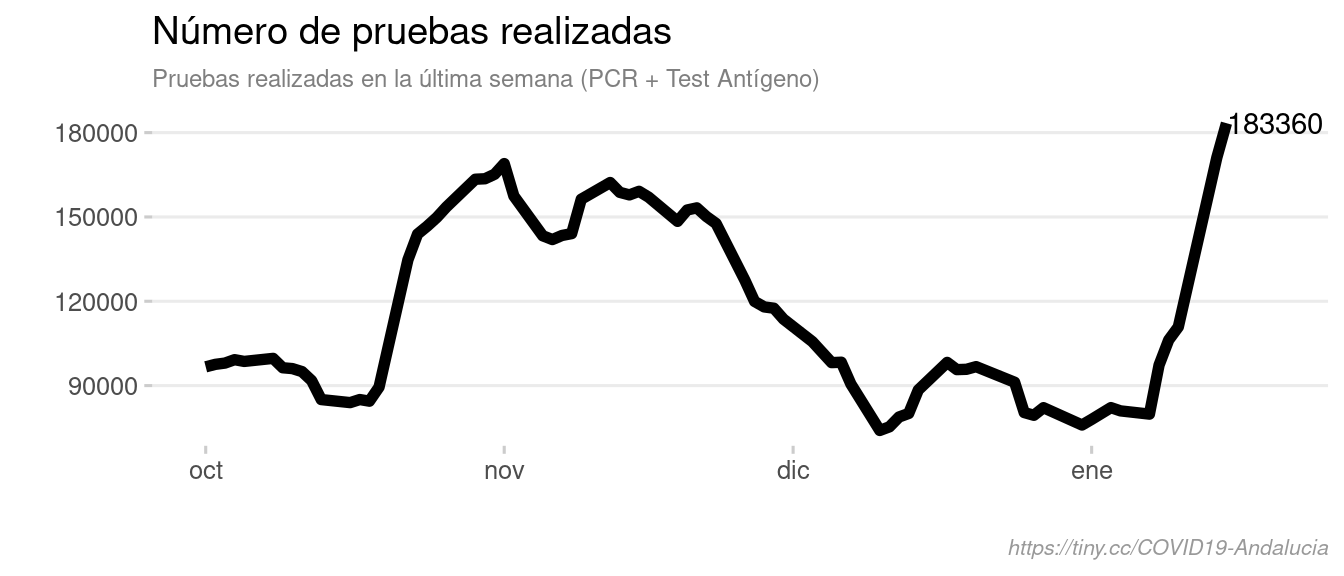 Número de pruebas realizadas
Pruebas realizadas en la última semana (PCR + Test Antígeno)
180000
183360
150000
120000
90000
oct nov dic ene
https://tiny.cc/COVID19-Andalucia